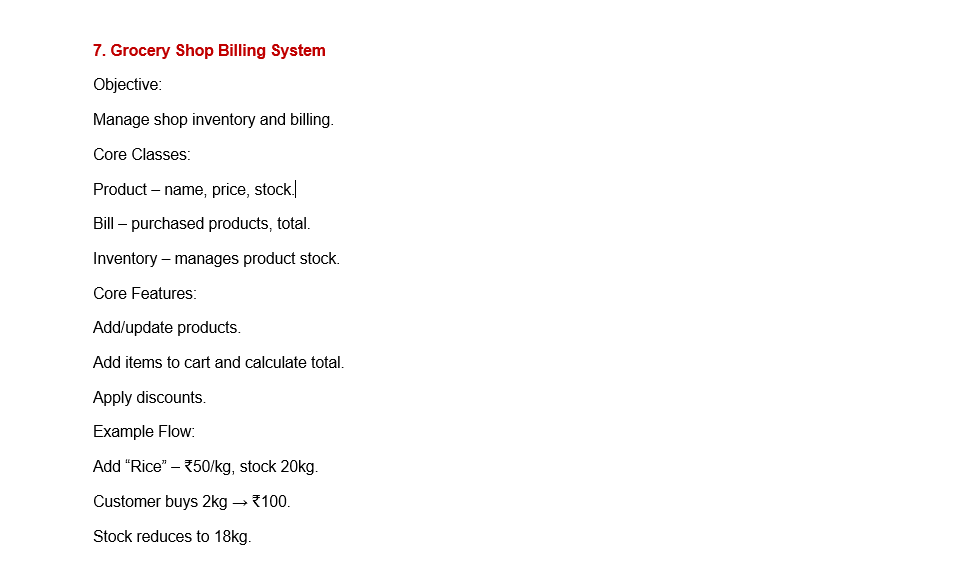 7. Grocery Shop Billing System
Objective:
Manage shop inventory and billing.
Core Classes:
Product – name, price, stock.
Bill – purchased products, total.
Inventory – manages product stock.
Core Features:
Add/update products.
Add items to cart and calculate total.
Apply discounts.
Example Flow:
Add “Rice” – ₹50/kg, stock 20kg.
Customer buys 2kg → ₹100.
Stock reduces to 18kg.